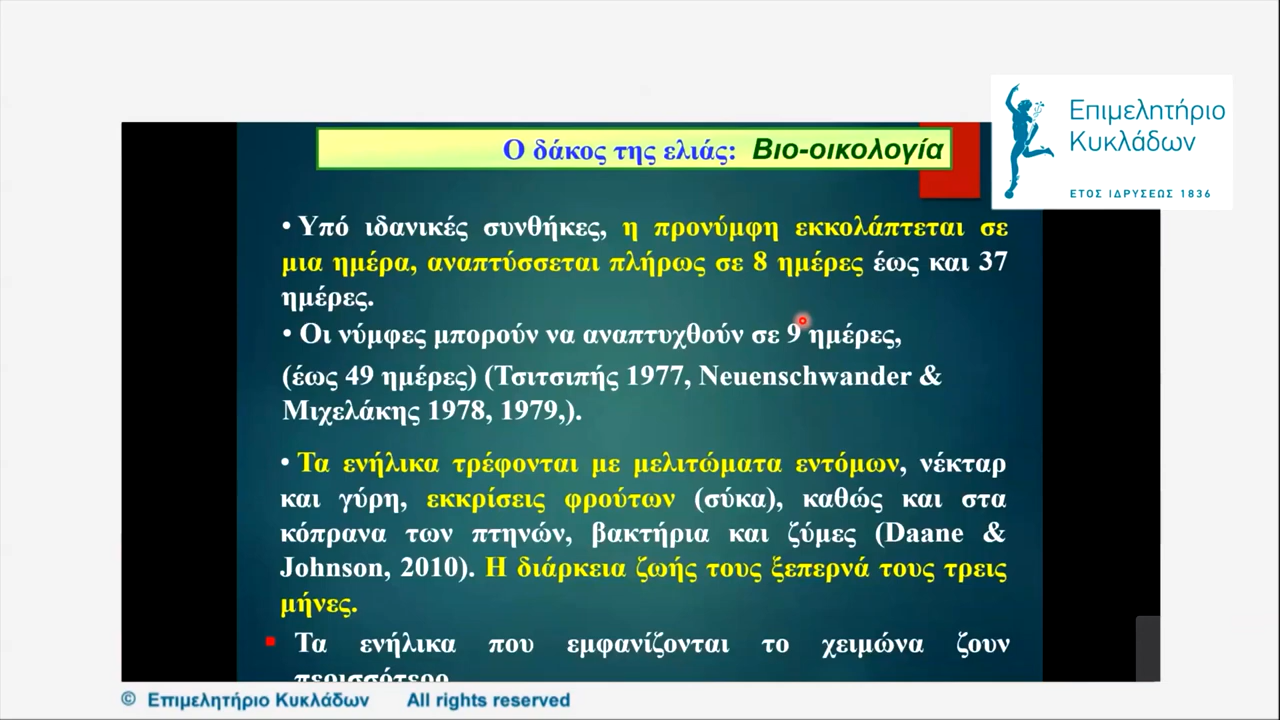 Επιμελητήριο
Κυκλάδων
ΕΤΟΣ ΙΔΡΥΣΕΩΣ 1836
Ο δάκος της ελιάς: Βιο-οικολογία
• Υπό ιδανικές συνθήκες, η προνύμφη εκκολάπτεται σε
μια ημέρα, αναπτύσσεται πλήρως σε 8 ημέρες έως και 37
ημέρες.
• Οι νύμφες μπορούν να αναπτυχθούν σε 9 ημέρες,
(έως 49 ημέρες) (Τσιτσιπής 1977, Neuenschwander &
Μιχελάκης 1978, 1979,).
• Τα ενήλικα τρέφονται με μελιτώματα εντόμων, νέκταρ
και γύρη, εκκρίσεις φρούτων (σύκα), καθώς και στα
κόπρανα των πτηνών, βακτήρια και ζύμες (Daane &
Johnson, 2010). Η διάρκεια ζωής τους ξεπερνά τους τρεις
μήνες.
Τα ενήλικα που εμφανίζονται το χειμώνα ζουν
περισσότερο
© Επιμελητήριο Κυκλάδων All rights reserved